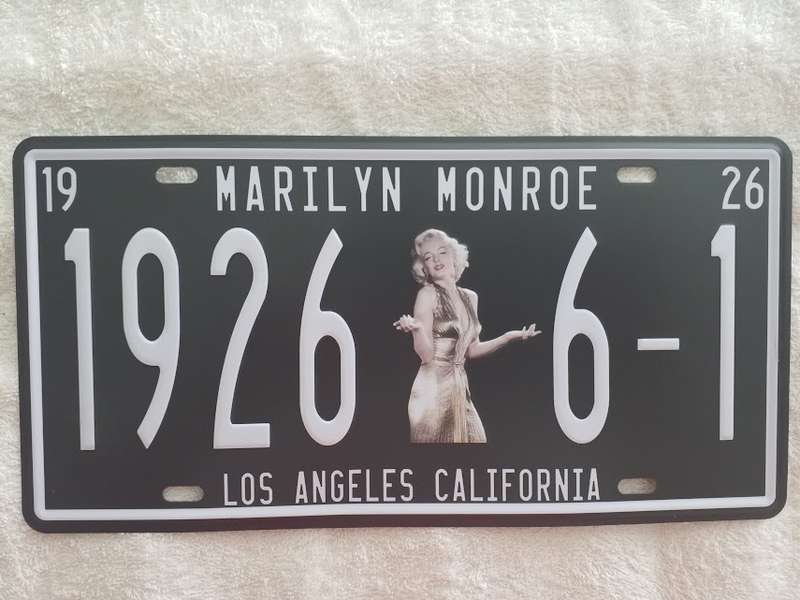 19 MARILYN MONROE 26
1926 6-1
LOS ANGELES CALIFORNIA